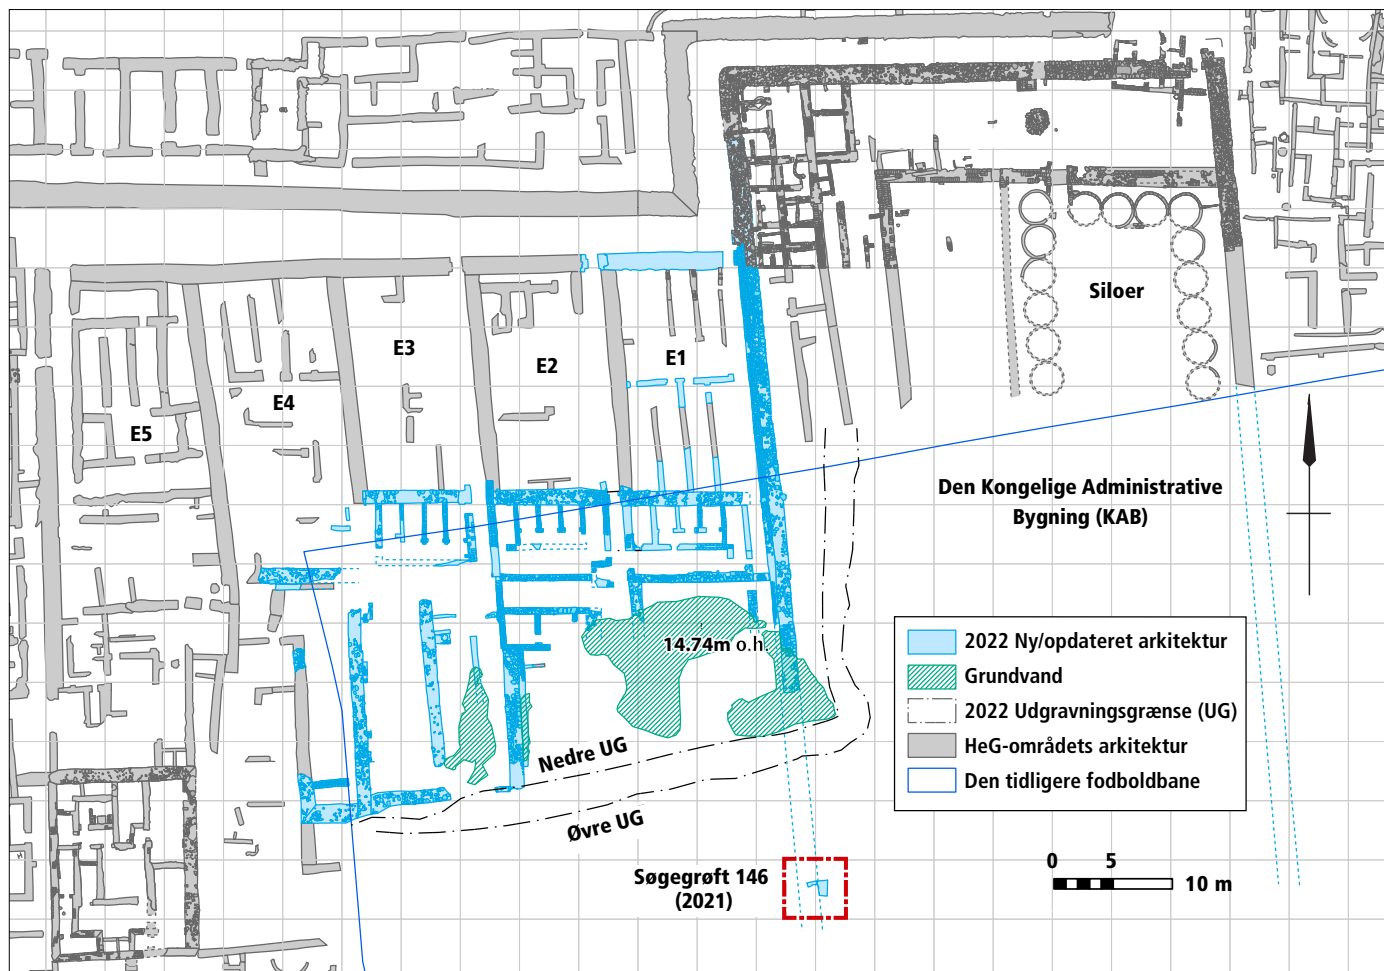 Siloer
E3
E2
E1
E4
E5
Den Kongelige Administrative
Bygning (KAB)
14.74m o.h.
2022 Ny/opdateret arkitektur
Grundvand
2022 Udgravningsgrænse (UG)
HeG-områdets arkitektur
Den tidligere fodboldbane
Nedre UG
Øvre UG
Søgegrøft 146
(2021)
0 5
10 m